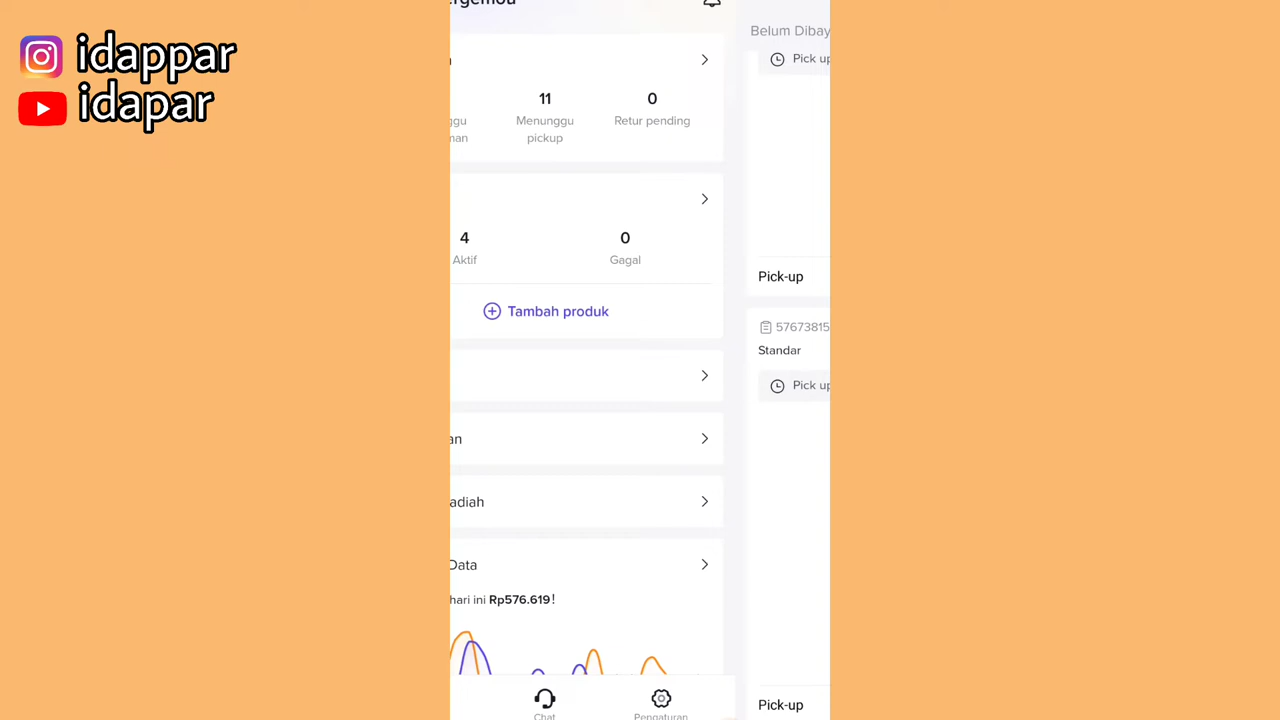 idappar
idapar
11
0
Menunggu
pickup
Retur pending
4
0
Aktif
Gagal
Tambah produk
Data
hari ini Rp576.619!
Chat
Pengaturan
Belum Dibay
Pick up
Pick-up
57673815
Standar
Pick up
Pick-up